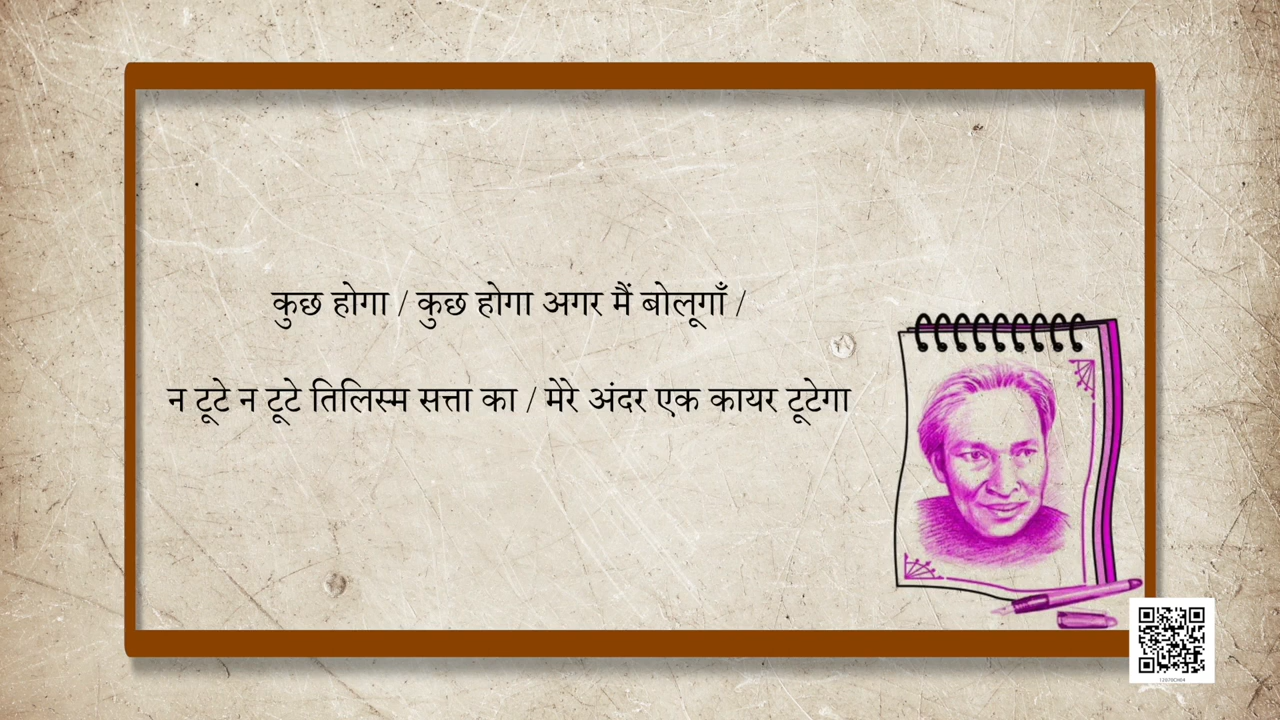 कुछ होगा / कुछ होगा अगर मैं बोलूगाँ /
न टूटे न टूटे तिलिस्म सत्ता का / मेरे अंदर एक कायर टूटेगा